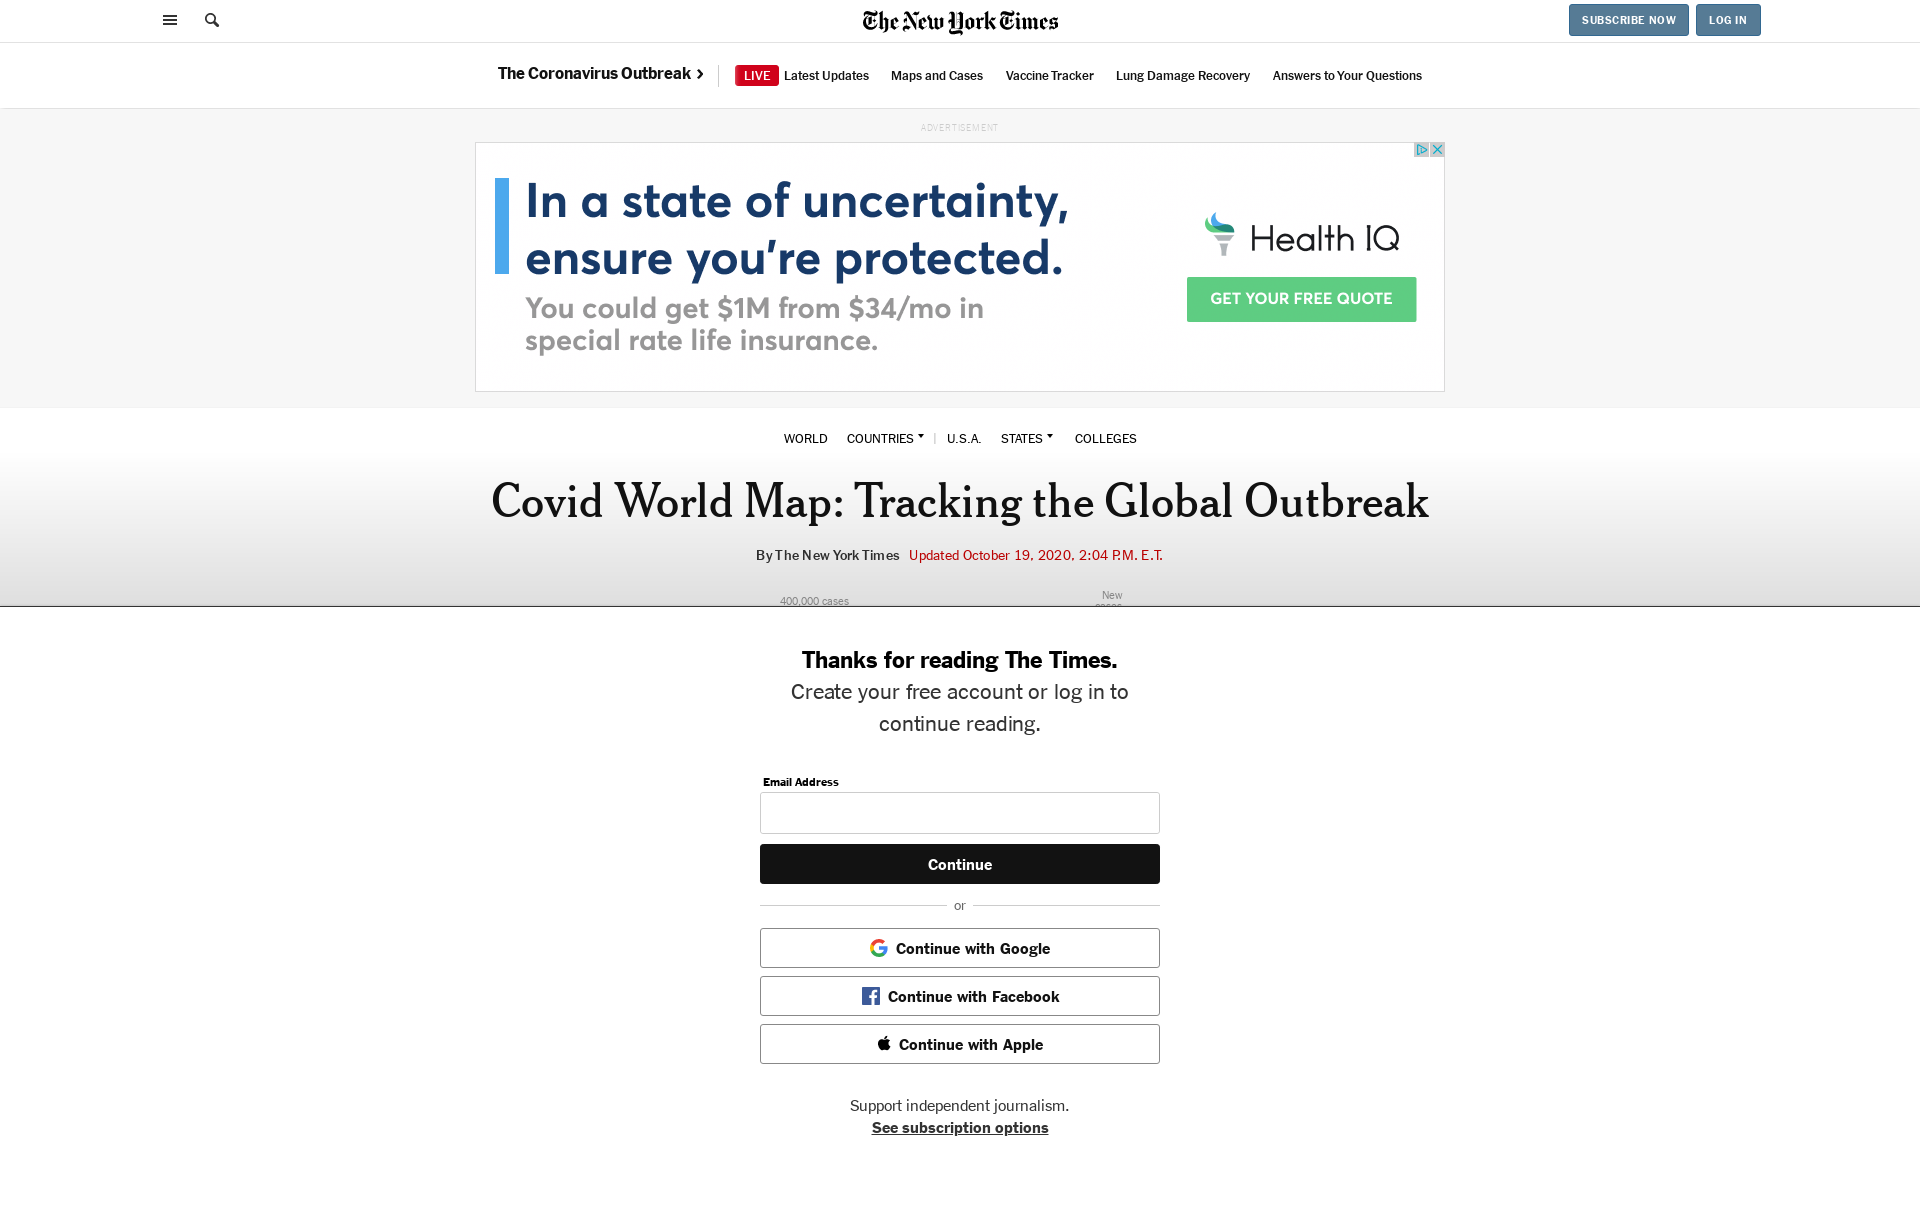 The New York Times
SUBSCRIBE NOW
LOG IN
The Coronavirus Outbreak
LIVE Latest Updates
Maps and Cases
Vaccine Tracker
Lung Damage Recovery
Answers to Your Questions
ADVERTISEMENT
In a state of uncertainty,
ensure you're protected.
You could get $1M from $34/mo in
special rate life insurance.
Health IQ
GET YOUR FREE QUOTE
WORLD
COUNTRIES
U.S.A.
STATES
COLLEGES
Covid World Map: Tracking the Global Outbreak
By The New York Times Updated October 19, 2020, 2:04 P.M. E.T.
400,000 cases
New
Thanks for reading The Times.
Create your free account or log in to
continue reading.
Email Address
Continue
or
Continue with Google
Continue with Facebook
Continue with Apple
Support independent journalism.
See subscription options